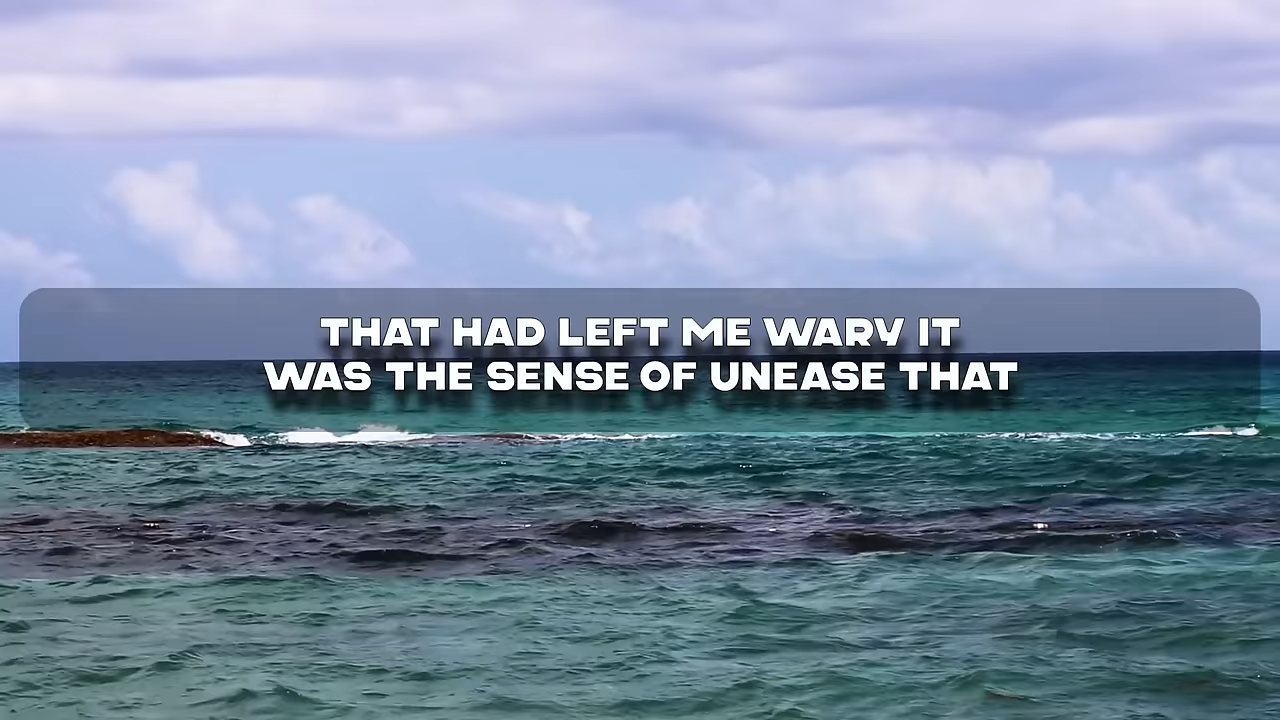 THAT HAD LEFT ME WARY IT
WAS THE SENSE OF UNEASE THAT